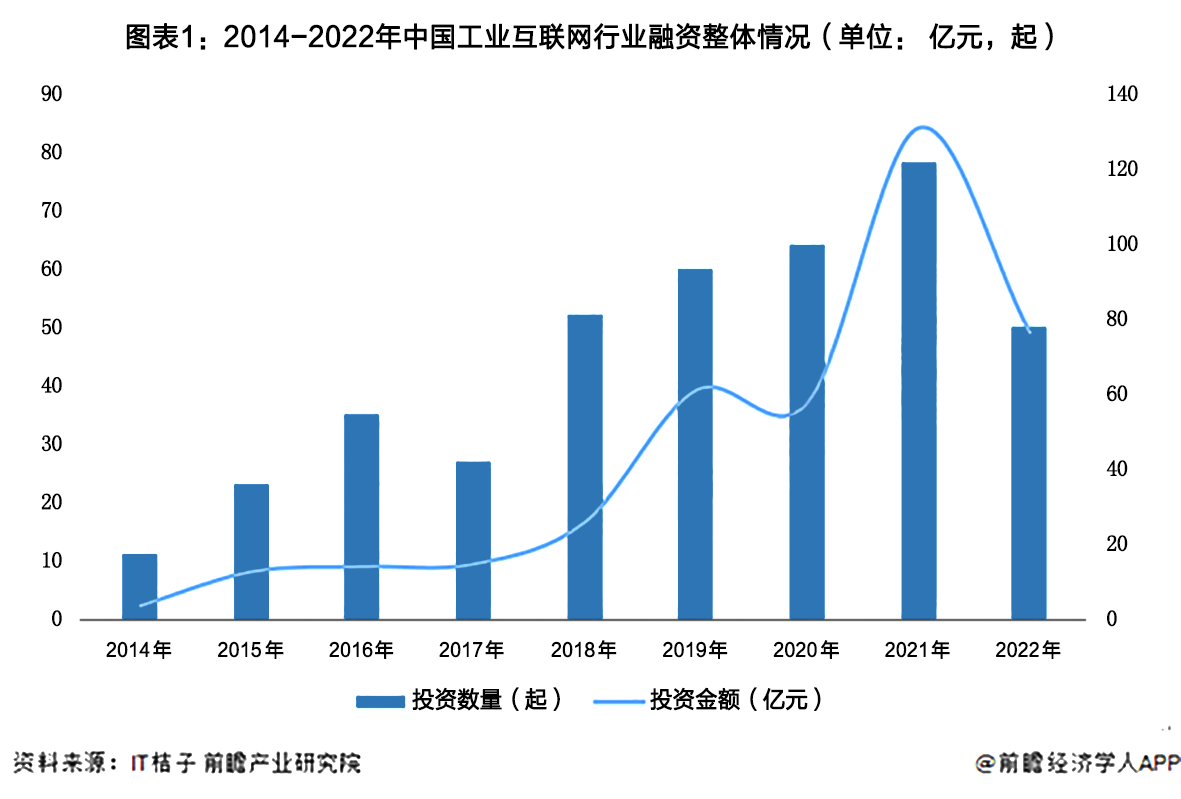 图表1：2014-2022年中国工业互联网行业融资整体情况（单位： 亿元，起）
90 140
80 120
70 100
60 80
50 60
40 40
30 20
20 0
10
0
2014年 2015年 2016年 2017年 2018年 2019年 2020年 2021年 2022年
投资数量（起） 投资金额（亿元）
资料来源：IT桔子 前瞻产业研究院 @前瞻经济学人APP